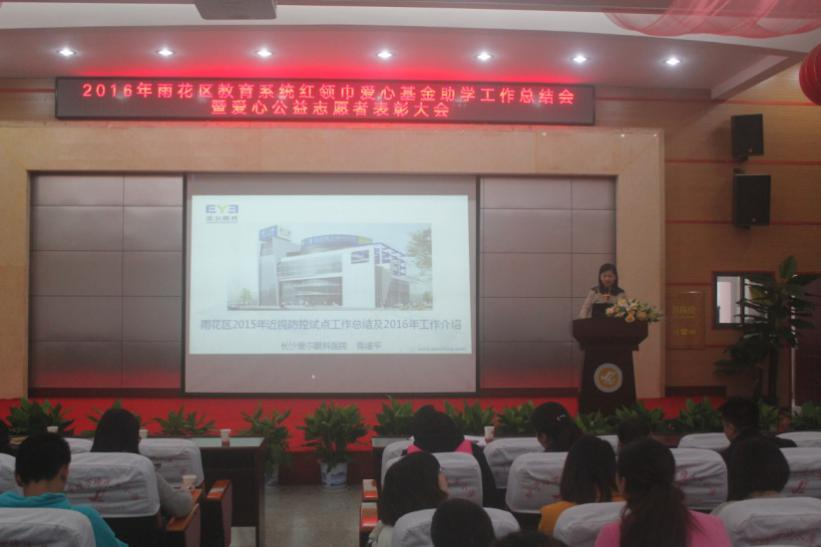 2016年雨花区教育系统红领巾爱心基金助学工作总结会
暨爱心公益志愿者表彰大会
EYE
雨花区2015年近视防控试点工作总结及2016年工作介绍
长沙爱尔眼科医院